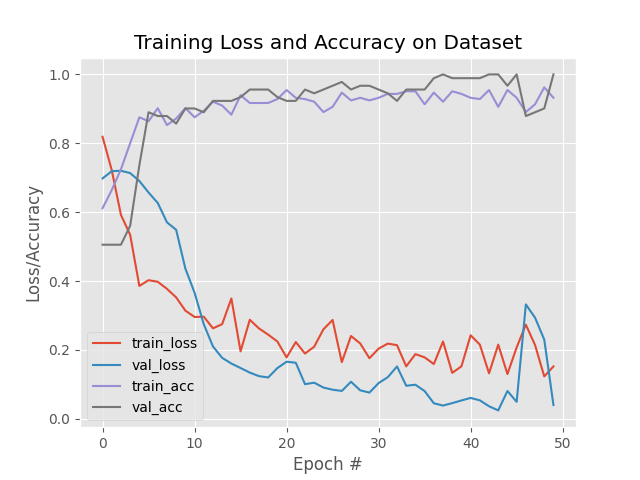 Training Loss and Accuracy on Dataset
Loss/Accuracy
1.0
0.8
0.6
0.4
0.2
0.0
train_loss
val_loss
train_acc
val_acc
0 10 20 30 40 50
Epoch #